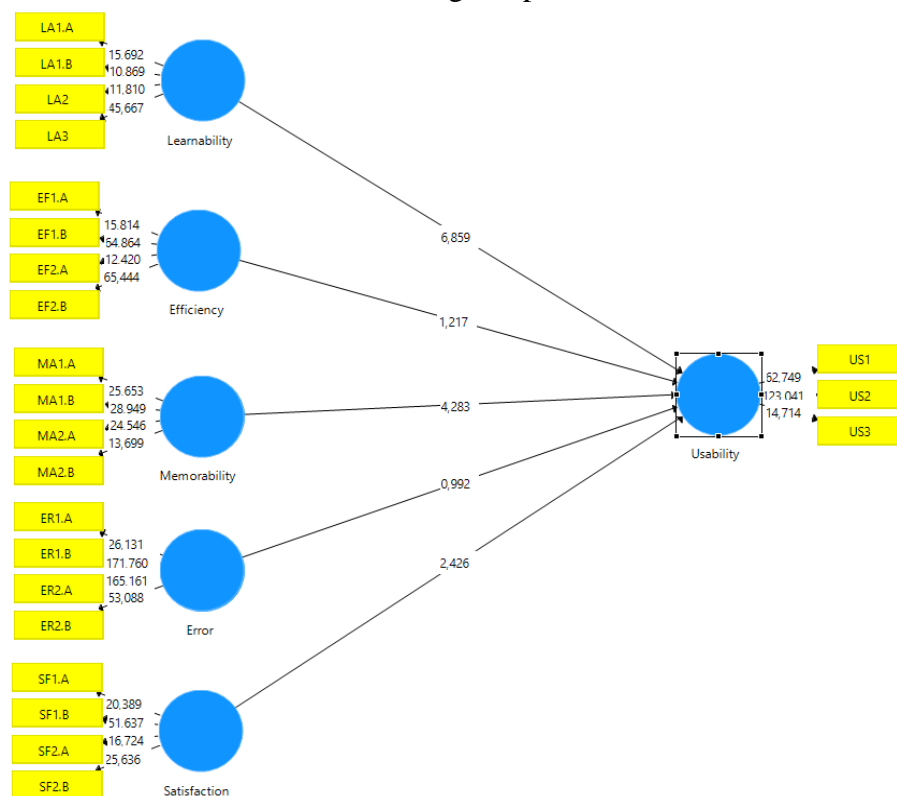 LA1.A
LA1.B
LA2
LA3
15.692
10.869
11.810
45,667
Learnability
6,859
EF1.A
EF1.B
EF2.A
EF2.B
15.814
54.864
12.420
65,444
Efficiency
1,217
MA1.A
MA1.B
MA2.A
MA2.B
25.653
28.949
24.546
13,699
Memorability
4,283
US1
US2
US3
62,749
123.041
14,714
Usability
ER1.A
ER1.B
ER2.A
ER2.B
26,131
171.760
165.161
53,088
Error
0,992
SF1.A
SF1.B
SF2.A
SF2.B
20,389
51.637
16,724
25,636
Satisfaction
2,426